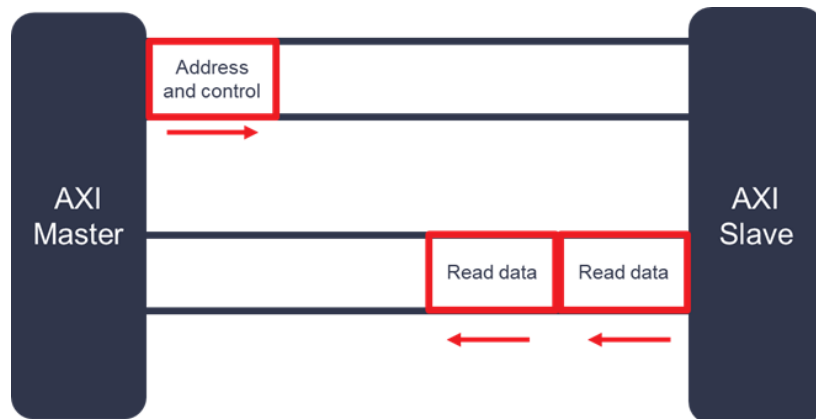 Address
and control
AXI
Master
AXI
Slave
Read data
Read data